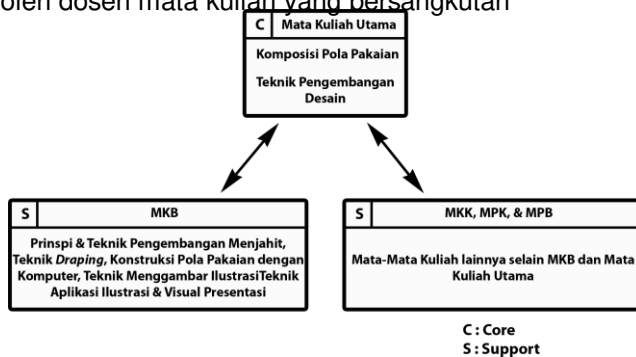 oleh dosen mata kuliah yang bersangkutan
C Mata Kuliah Utama
Komposisi Pola Pakaian
Teknik Pengembangan
Desain
S MKB
Prinspi & Teknik Pengembangan Menjahit,
Teknik Draping, Konstruksi Pola Pakaian dengan
Komputer, Teknik Menggambar IlustrasiTeknik
Aplikasi Ilustrasi & Visual Presentasi
S MKK, MPK, & MPB
Mata-Mata Kuliah lainnya selain MKB dan Mata
Kuliah Utama
C : Core
S : Support